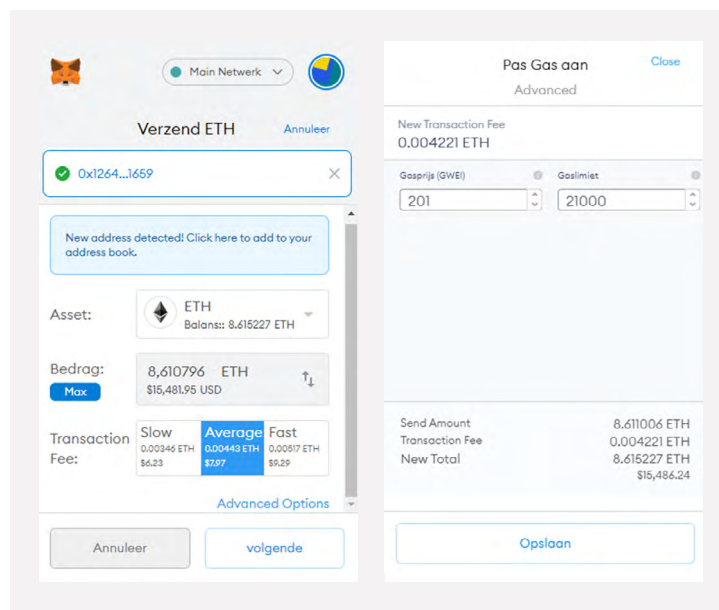 Main Netwerk
Verzend ETH
Annuleer
0x1264...1659
New address detected! Click here to add to your
address book.
Asset:
ETH
Balans:: 8.615227 ETH
Bedrag:
Max
8,610796 ETH
$15,481.95 USD
Transaction
Fee:
Slow
0.00346 ETH
$6.23
Average
0.00443 ETH
$7.97
Fast
0.00517 ETH
$9.29
Advanced Options
Annuleer
volgende
Pas Gas aan
Close
Advanced
New Transaction Fee
0.004221 ETH
Gasprijs (GWEI)
Gaslimiet
201
21000
Send Amount 8.611006 ETH
Transaction Fee 0.004221 ETH
New Total 8.615227 ETH
$15,486.24
Opslaan